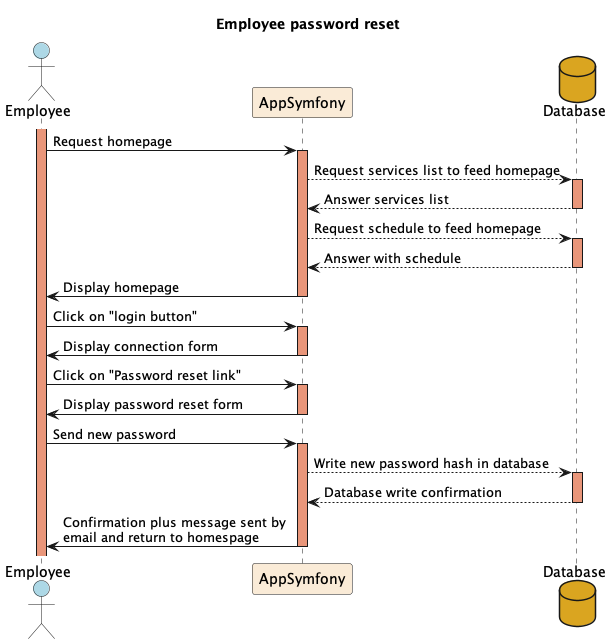 Employee password reset
Employee
AppSymfony
Database
Request homepage
Request services list to feed homepage
Answer services list
Request schedule to feed homepage
Answer with schedule
Display homepage
Click on "login button"
Display connection form
Click on "Password reset link"
Display password reset form
Send new password
Write new password hash in database
Database write confirmation
Confirmation plus message sent by
email and return to homespage
Employee
AppSymfony
Database